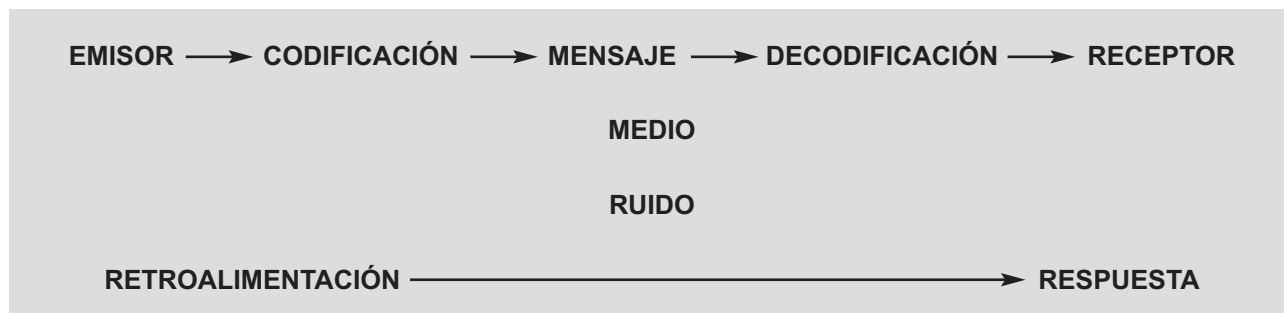 EMISOR CODIFICACIÓN MENSAJE DECODIFICACIÓN RECEPTOR
MEDIO
RUIDO
RETROALIMENTACIÓN RESPUESTA